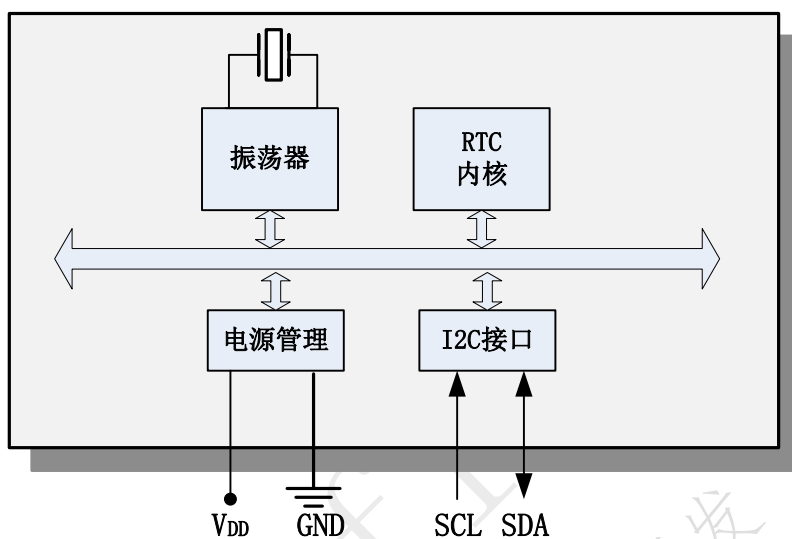 振荡器
RTC
内核
电源管理
I2C接口
VDD
GND
SCL
SDA